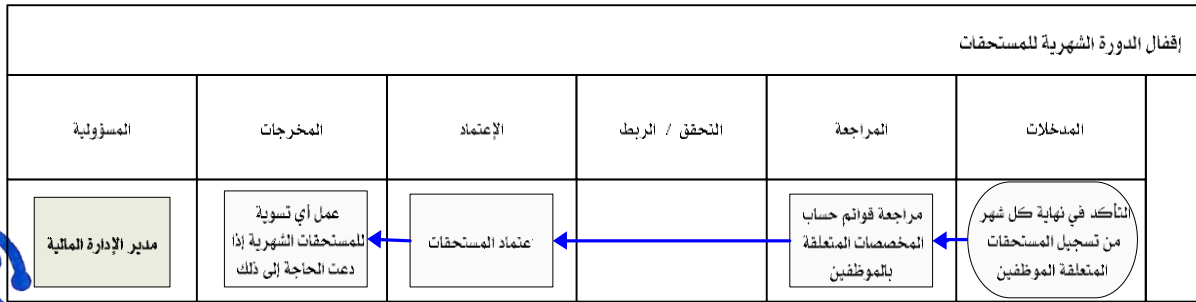 إقفال الدورة الشهرية للمستحقات
المدخلات
المراجعة
التحقق / الربط
الإعتماد
المخرجات
المسؤولية
التأكد في نهاية كل شهر
من تسجيل المستحقات
المتعلقة الموظفين
مراجعة قوائم حساب
المخصصات المتعلقة
بالموظفين
عتماد المستحقات
عمل أي تسوية
للمستحقات الشهرية إذا
دعت الحاجة إلى ذلك
مدير الإدارة المالية